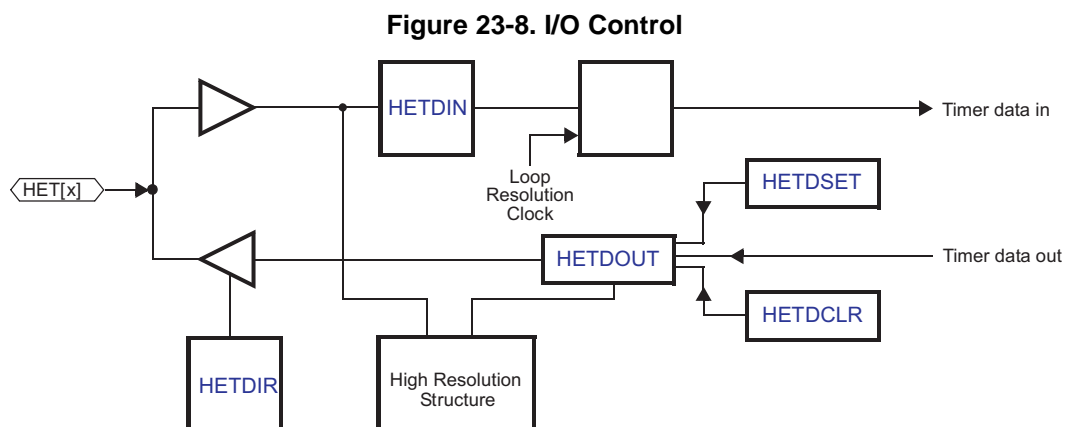 Figure 23-8. I/O Control
HETDIN
Timer data in
HET[x]
Loop
Resolution
Clock
HETDSET
HETDOUT
Timer data out
HETDCLR
HETDIR
High Resolution
Structure